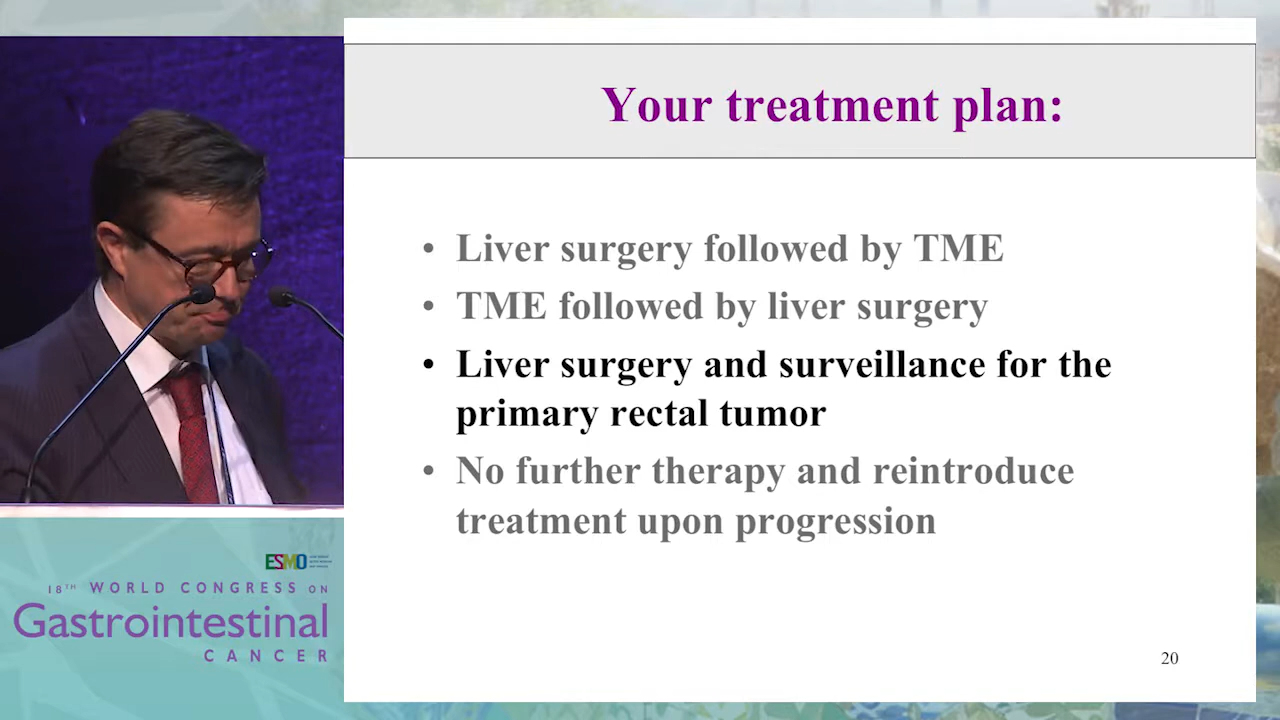 Your treatment plan:
• Liver surgery followed by TME
• TME followed by liver surgery
• Liver surgery and surveillance for the
primary rectal tumor
• No further therapy and reintroduce
treatment upon progression
20
ESMO
18TH WORLD CONGRESS ON
Gastrointestinal
CANCER